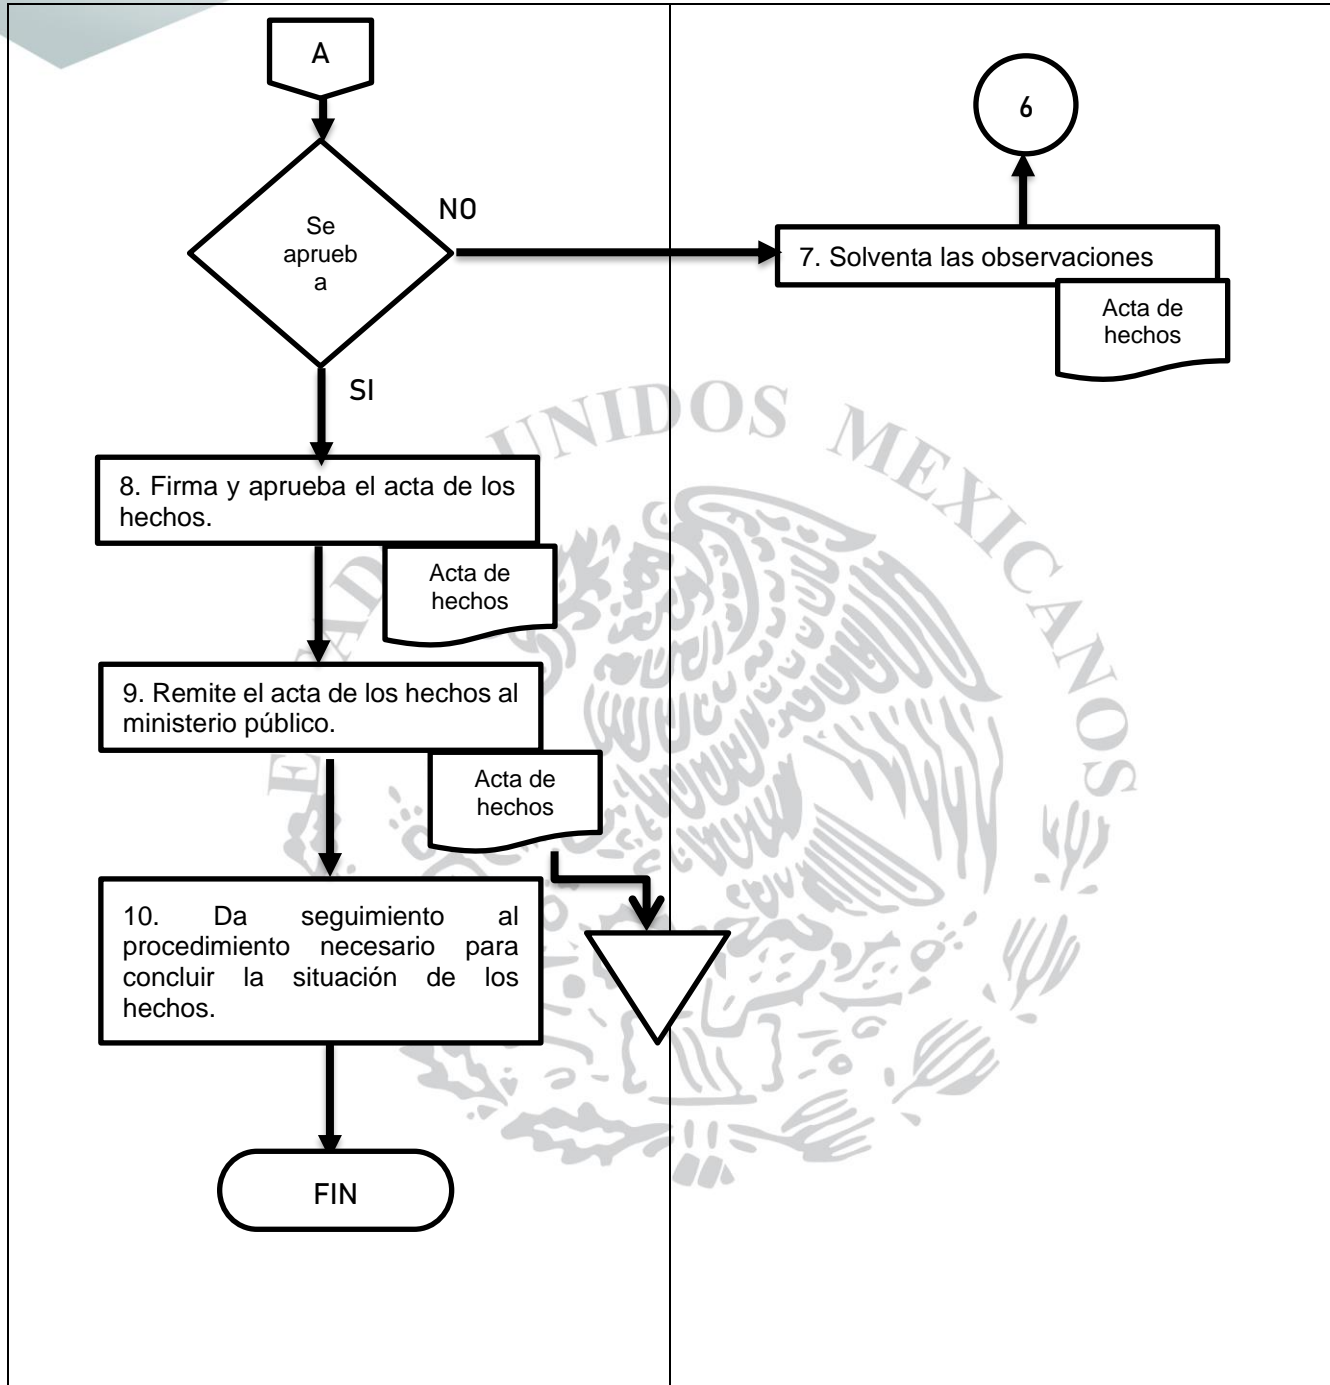 A
6
Se
aprueb
a
NO
7. Solventa las observaciones
Acta de
hechos
SI
8. Firma y aprueba el acta de los
hechos.
Acta de
hechos
9. Remite el acta de los hechos al
ministerio público.
Acta de
hechos
10. Da seguimiento al
procedimiento necesario para
concluir la situación de los
hechos.
FIN
UNIDOS MEXICANOS